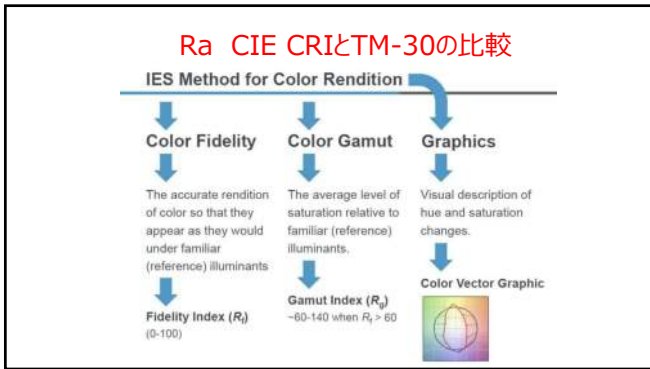 Ra CIE CRIとTM-30の比較
IES Method for Color Rendition
Color Fidelity
The accurate rendition
of color so that they
appear as they would
under familiar
(reference) illuminants
Fidelity Index (Rf)
(0-100)
Color Gamut
The average level of
saturation relative to
familiar (reference)
illuminants.
Gamut Index (Rg)
~60-140 when Rf > 60
Graphics
Visual description of
hue and saturation
changes.
Color Vector Graphic